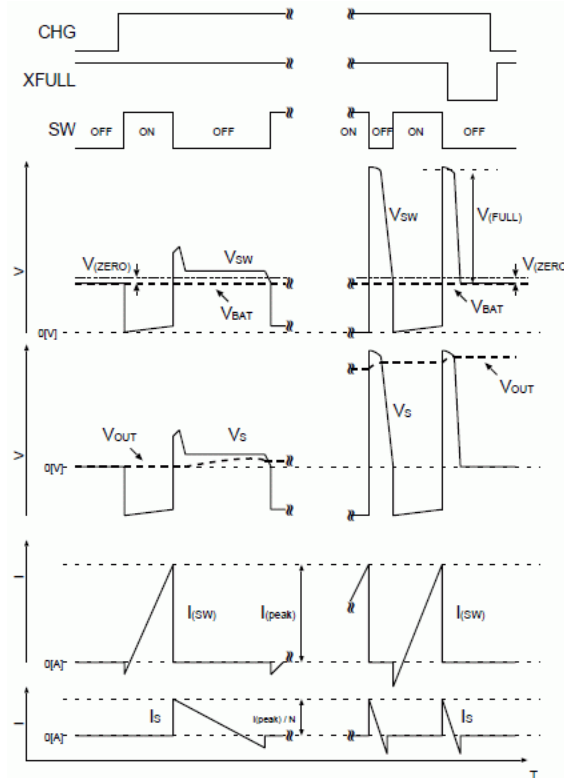 CHG
XFULL
SW OFF ON OFF ON OFF ON OFF
V
VSW
VSW
V(FULL)
V(ZERO)
V(ZERO)
VBAT
VBAT
0[V]
V
VOUT
VS
VOUT
VS
0[V]
I
I(SW)
I(peak)
I(SW)
0[A]
I
IS
I(peak) / N
IS
0[A]
T